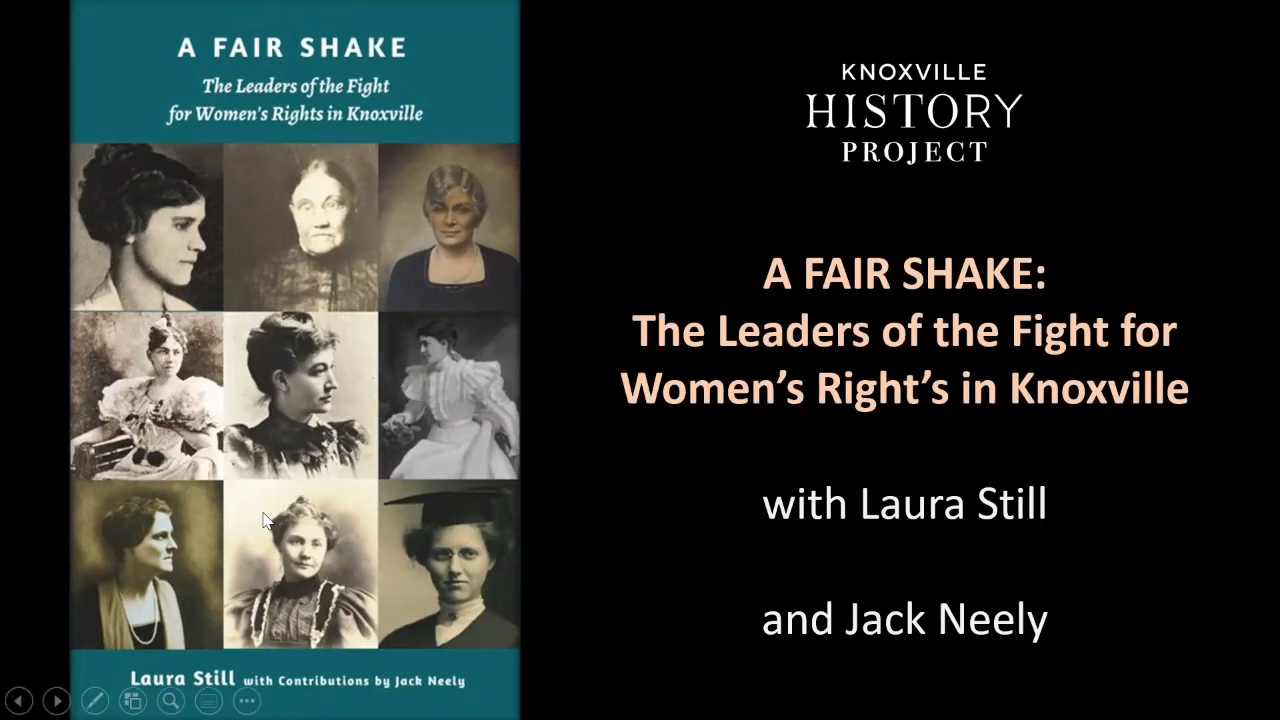 A FAIR SHAKE
The Leaders of the Fight
for Women's Rights in Knoxville
Laura Still with Contributions by Jack Neely
KNOXVILLE
HISTORY
PROJECT
A FAIR SHAKE:
The Leaders of the Fight for
Women’s Right’s in Knoxville
with Laura Still
and Jack Neely